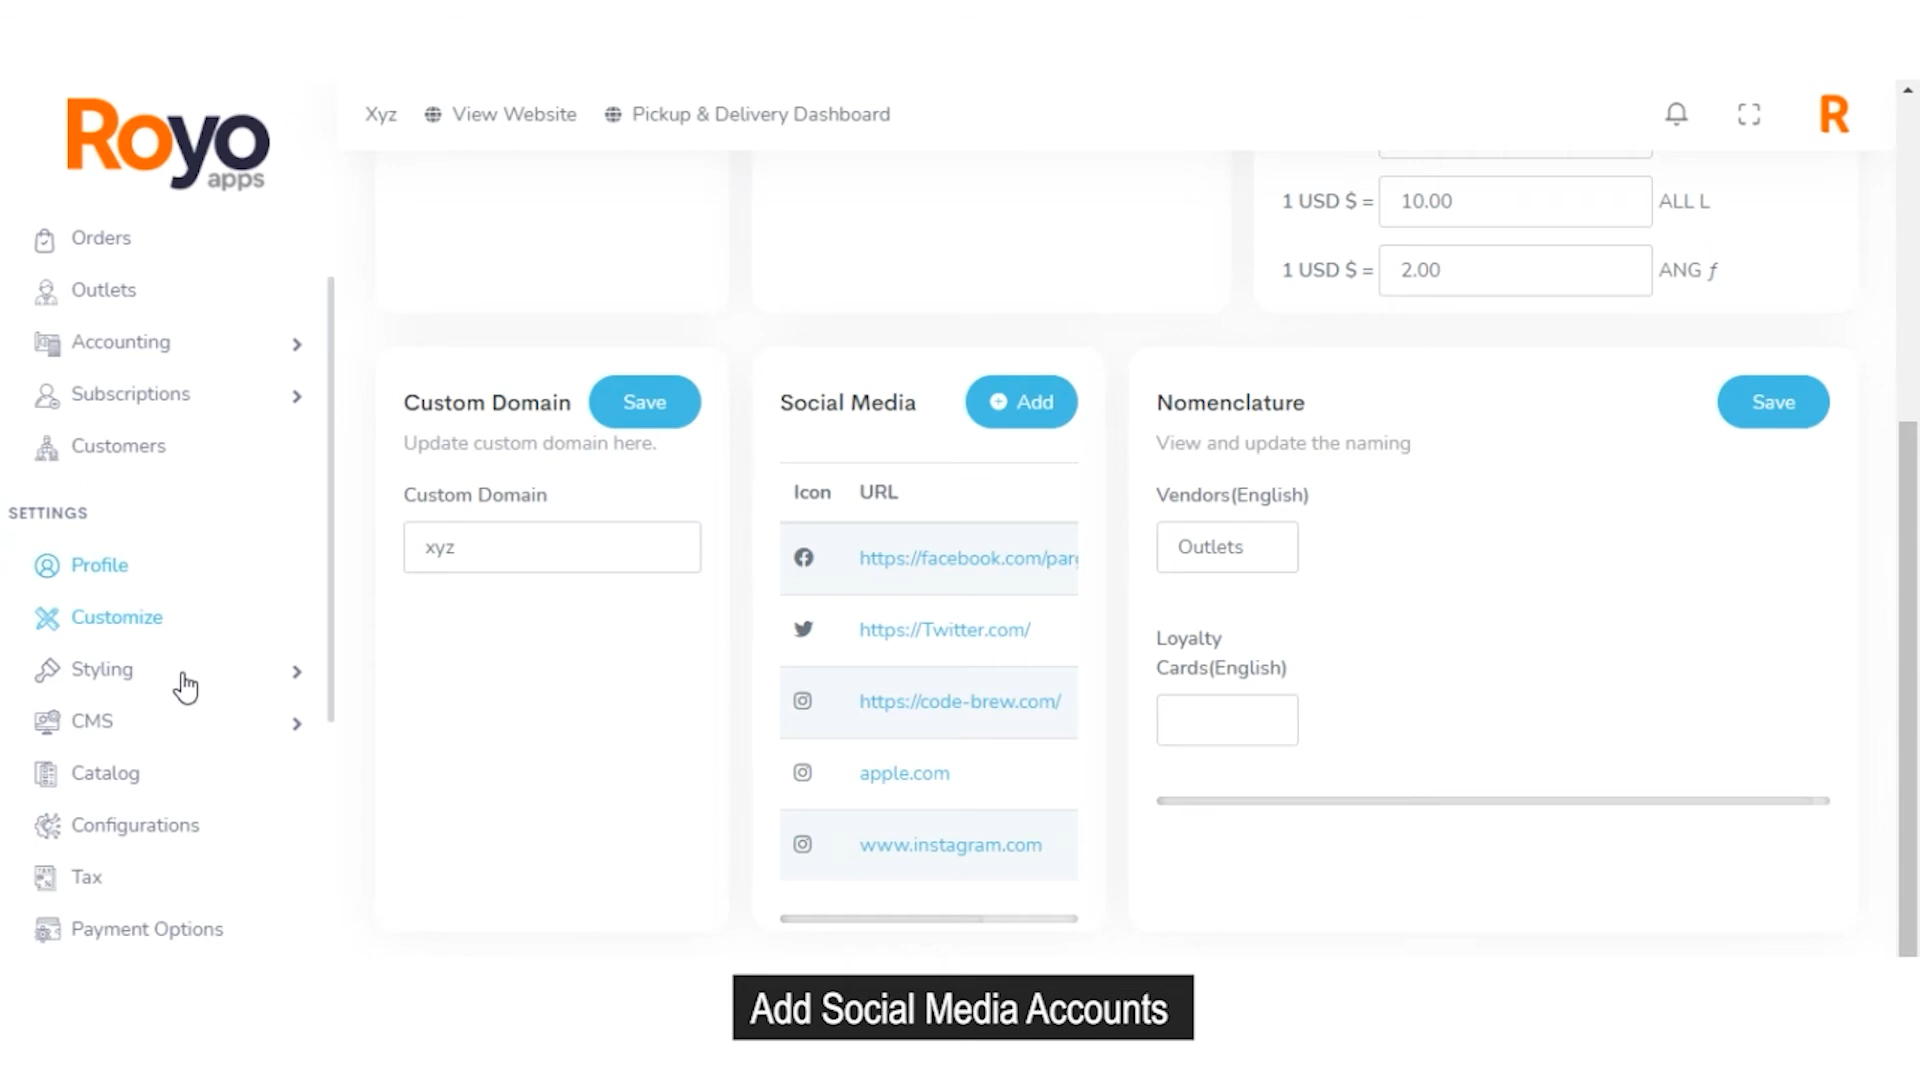 Royo
apps
Xyz View Website Pickup & Delivery Dashboard
R
Orders
Outlets
Accounting
Subscriptions
Customers
SETTINGS
Profile
Customize
Styling
CMS
Catalog
Configurations
Tax
Payment Options
1 USD $ = 10.00 ALL L
1 USD $ = 2.00 ANG ƒ
Custom Domain Save
Update custom domain here.
Custom Domain
xyz
Social Media Add
Icon URL
https://facebook.com/parg
https://Twitter.com/
https://code-brew.com/
apple.com
www.instagram.com
Nomenclature Save
View and update the naming
Vendors(English)
Outlets
Loyalty
Cards(English)
Add Social Media Accounts